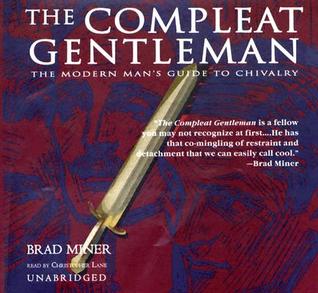 THE COMPLEAT
GENTLEMAN
THE MODERN MAN'S GUIDE TO CHIVALRY
"The Compleat Gentleman is a fellow
you may not recognize at first....He has
that co-mingling of restraint and
detachment that we can easily call cool."
—Brad Miner
BRAD MINER
READ BY CHRISTOPHER LANE
UNABRIDGED